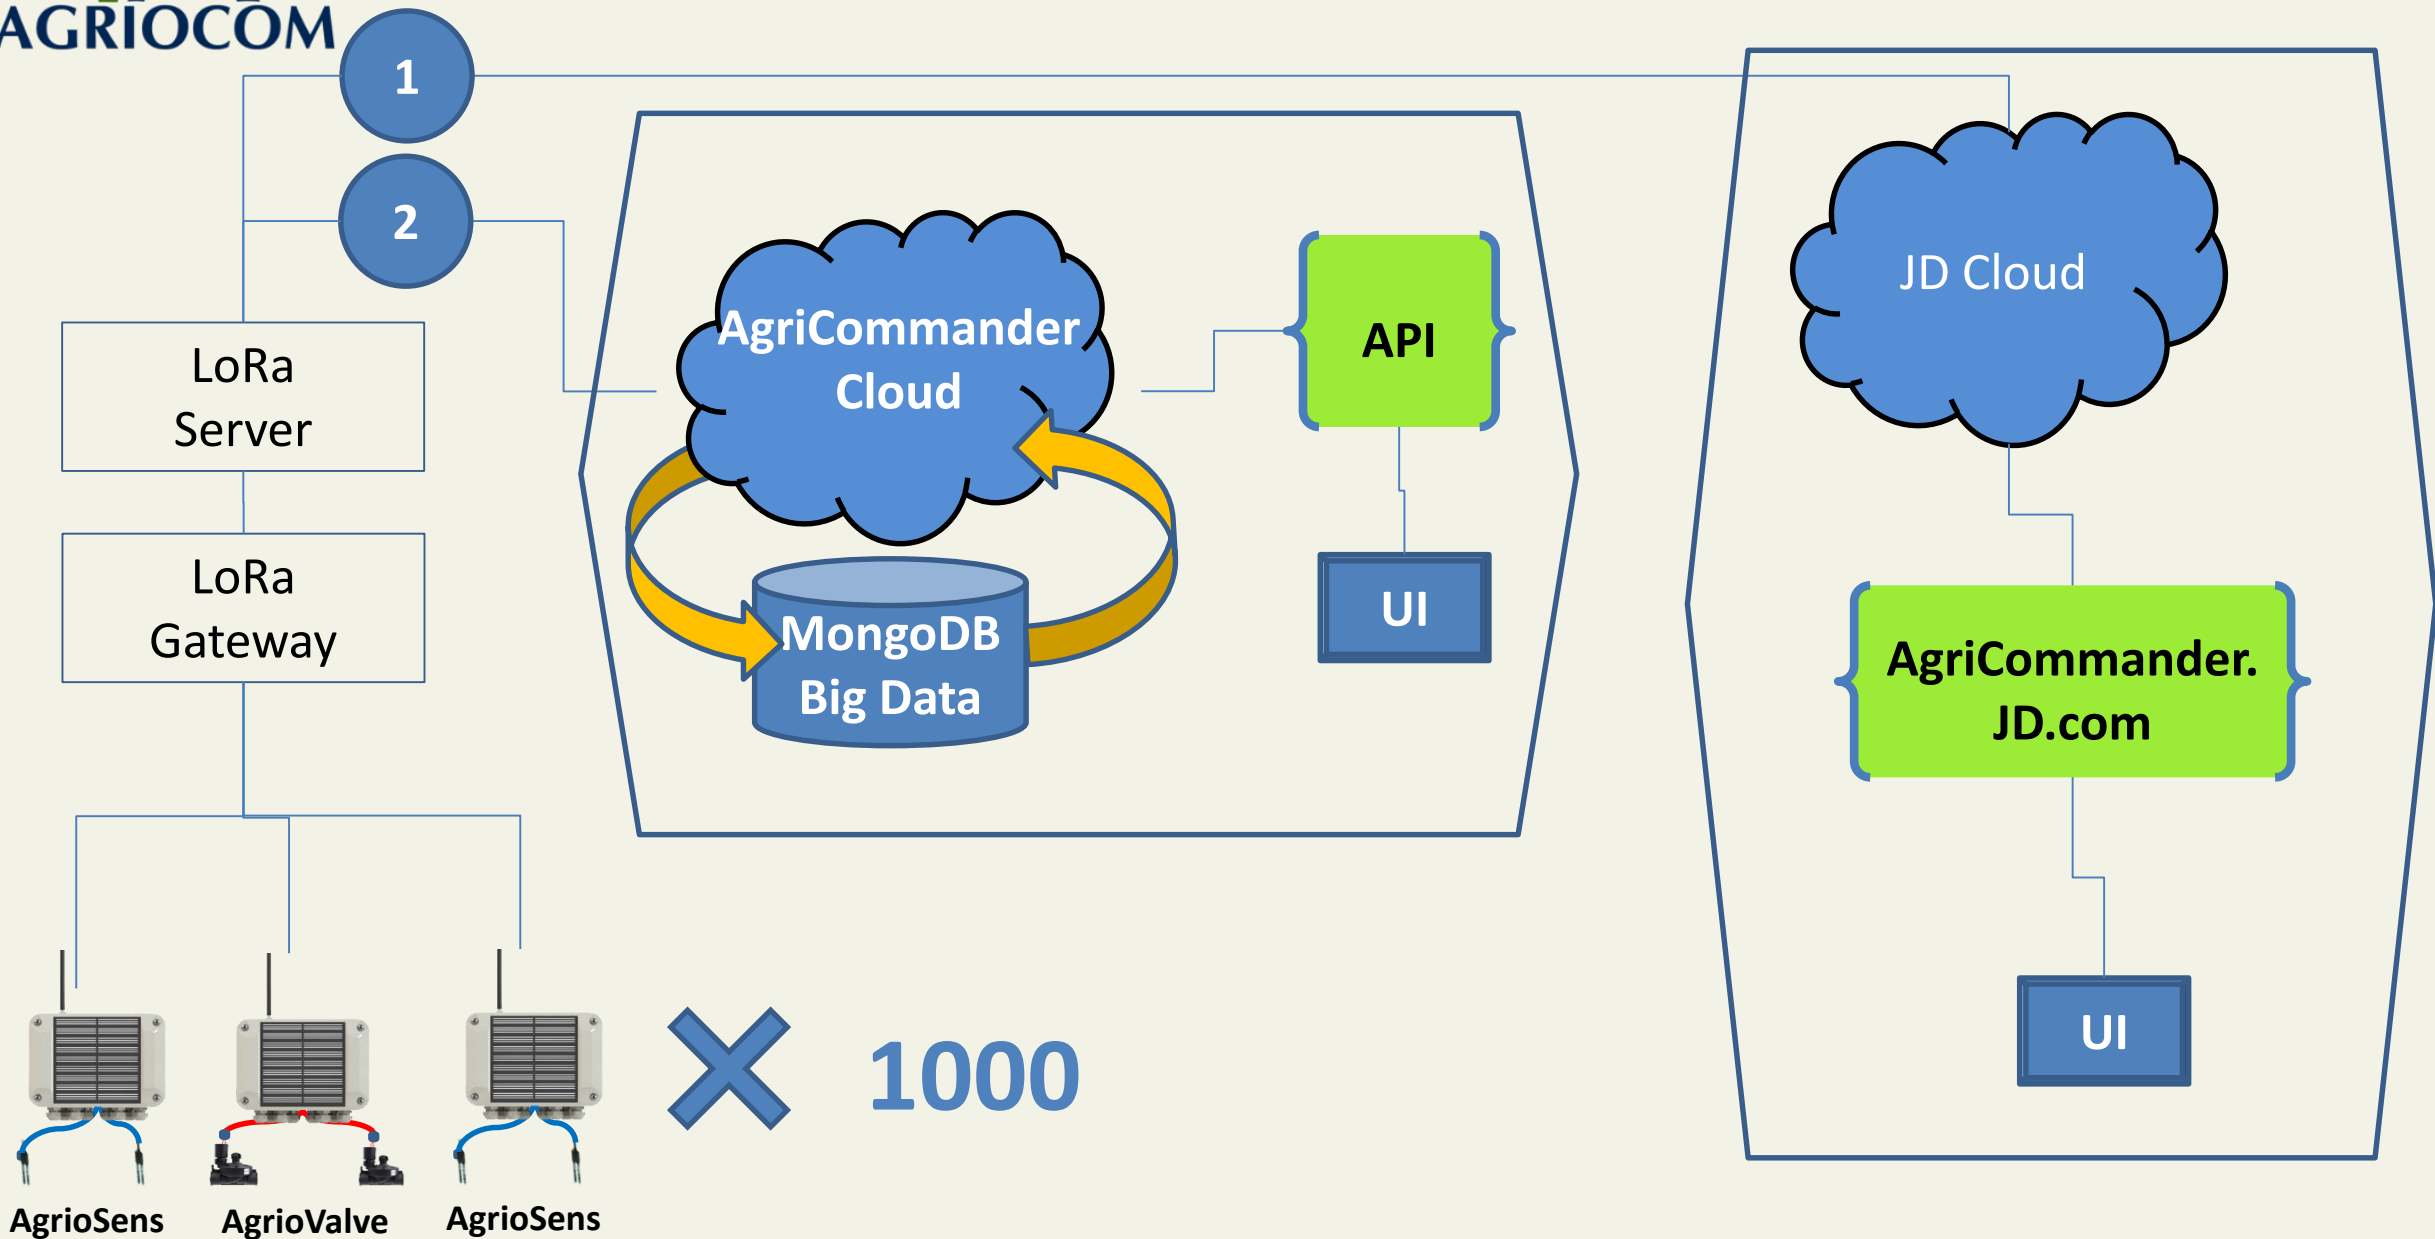 AGRIOCOM
1
2
LoRa
Server
LoRa
Gateway
AgriCommander
Cloud
MongoDB
Big Data
API
UI
JD Cloud
AgriCommander.
JD.com
UI
1000
AgrioSens
AgrioValve
AgrioSens